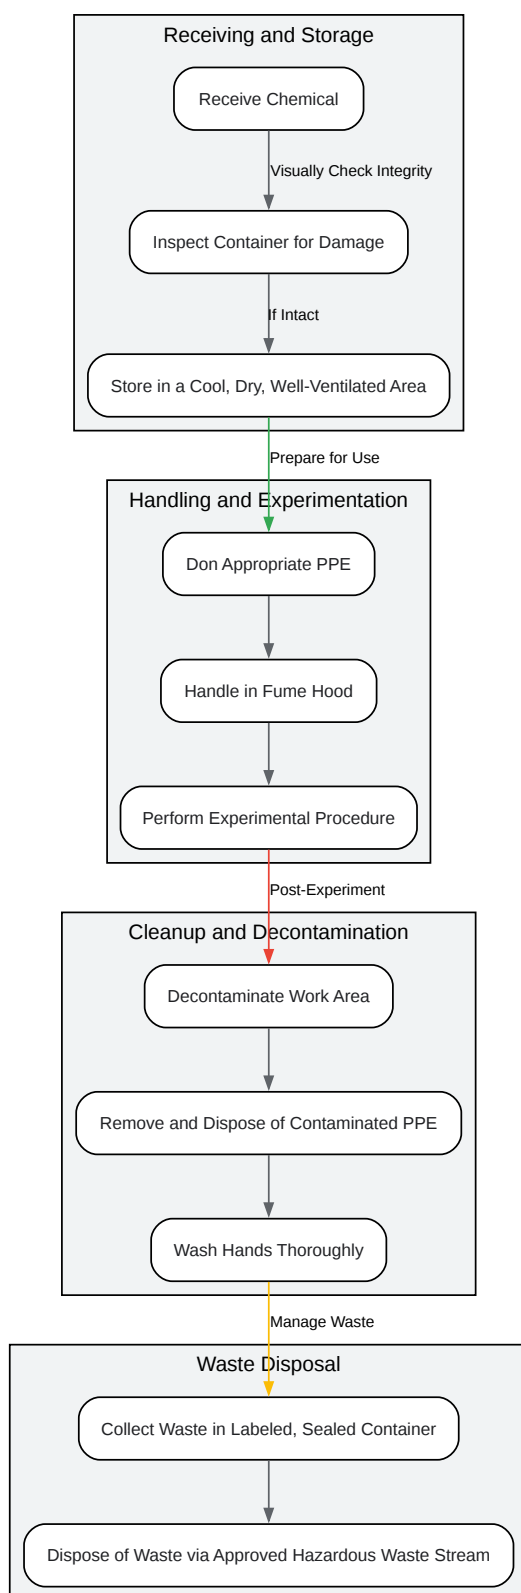 Receiving and Storage
Receive Chemical
Visually Check Integrity
Inspect Container for Damage
If Intact
Store in a Cool, Dry, Well-Ventilated Area
Prepare for Use
Handling and Experimentation
Don Appropriate PPE
Handle in Fume Hood
Perform Experimental Procedure
Post-Experiment
Cleanup and Decontamination
Decontaminate Work Area
Remove and Dispose of Contaminated PPE
Wash Hands Thoroughly
Manage Waste
Waste Disposal
Collect Waste in Labeled, Sealed Container
Dispose of Waste via Approved Hazardous Waste Stream